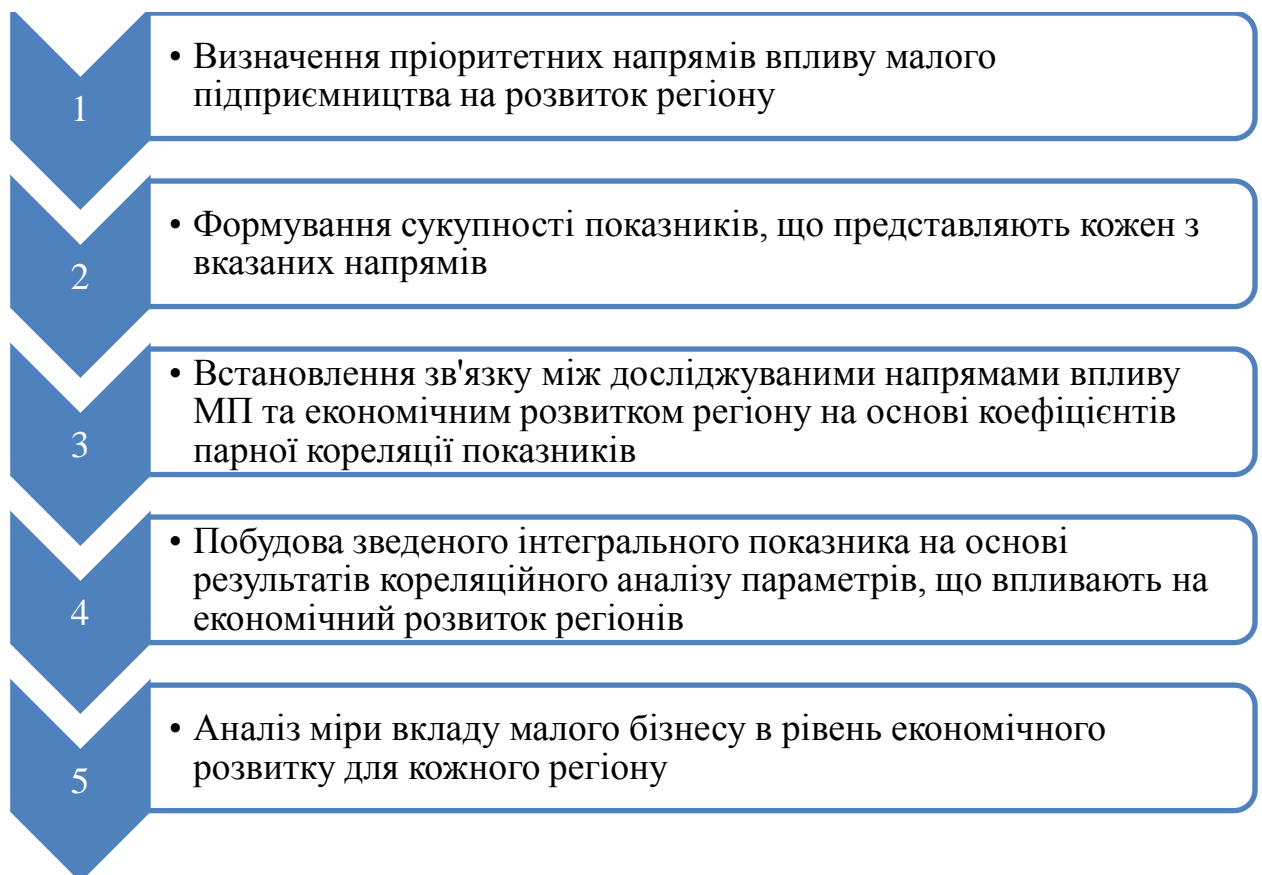 1
• Визначення пріоритетних напрямів впливу малого
підприємництва на розвиток регіону
2
• Формування сукупності показників, що представляють кожен з
вказаних напрямів
3
• Встановлення зв'язку між досліджуваними напрямами впливу
МП та економічним розвитком регіону на основі коефіцієнтів
парної кореляції показників
4
• Побудова зведеного інтегрального показника на основі
результатів кореляційного аналізу параметрів, що впливають на
економічний розвиток регіонів
5
• Аналіз міри вкладу малого бізнесу в рівень економічного
розвитку для кожного регіону